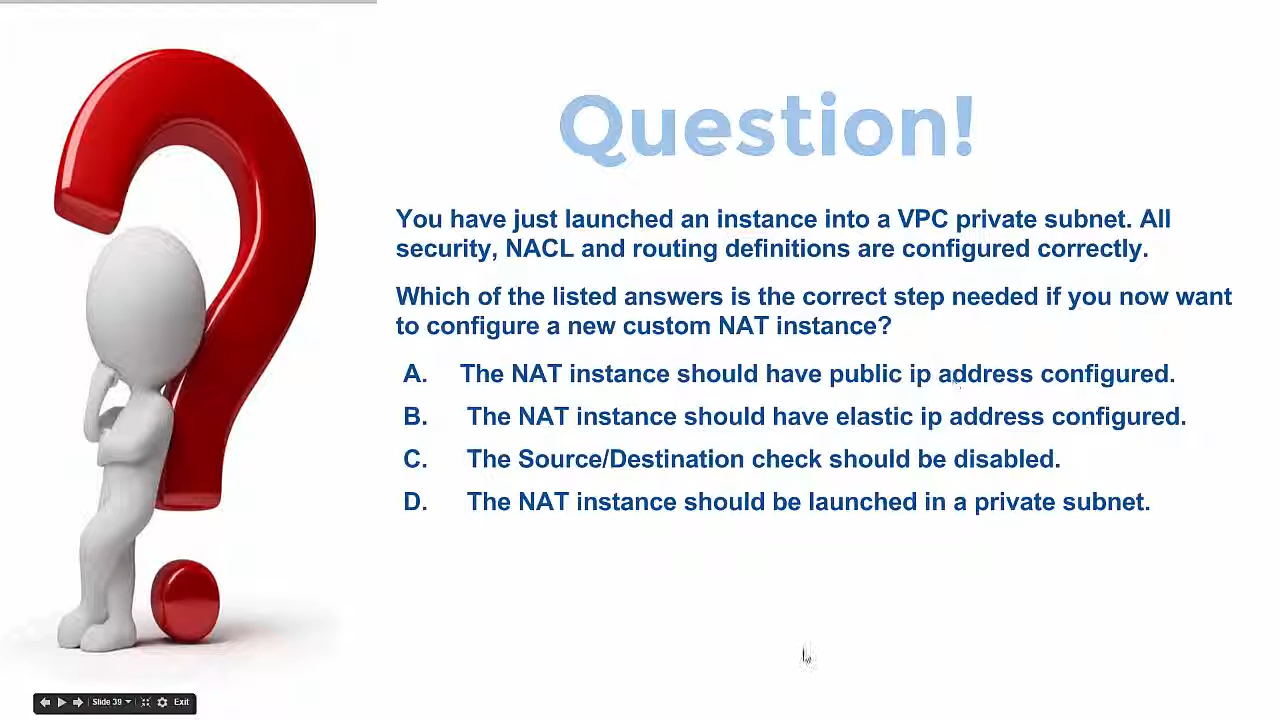 Question!
You have just launched an instance into a VPC private subnet. All
security, NACL and routing definitions are configured correctly.
Which of the listed answers is the correct step needed if you now want
to configure a new custom NAT instance?
A. The NAT instance should have public ip address configured.
B. The NAT instance should have elastic ip address configured.
C. The Source/Destination check should be disabled.
D. The NAT instance should be launched in a private subnet.
Slide 39 Exit